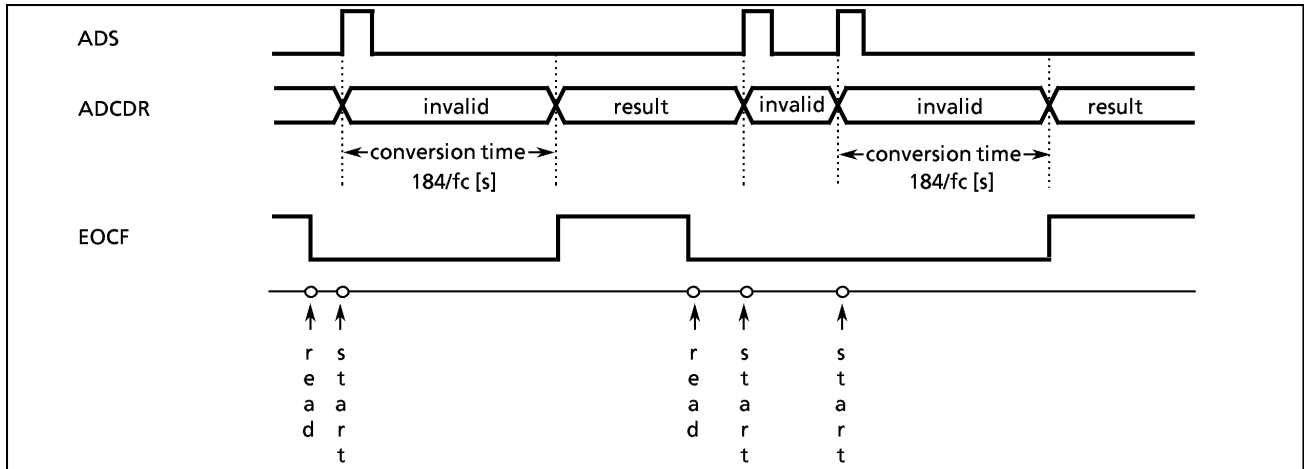 ADS
ADCDR
invalid
result
invalid
invalid
result
conversion time
184/fc [s]
conversion time
184/fc [s]
EOCF
read
start
read
start
start